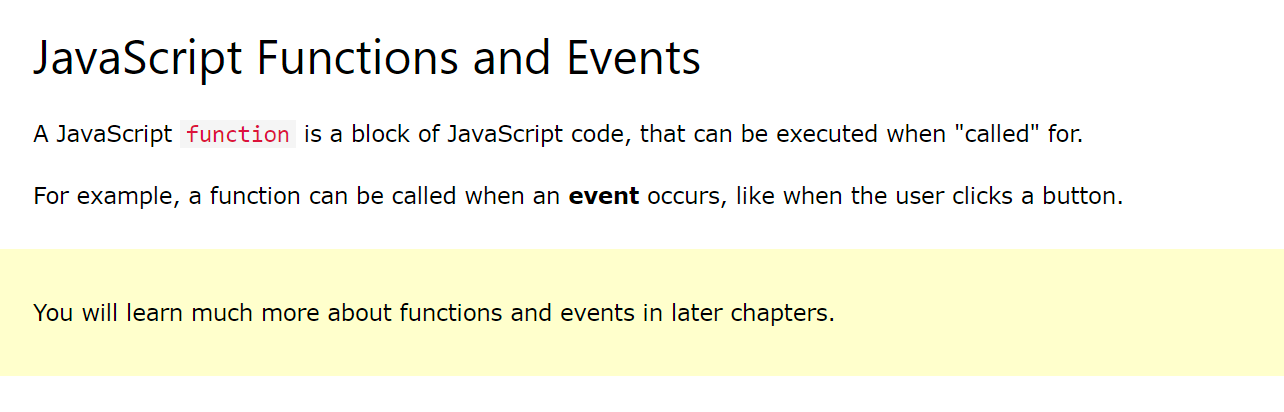 JavaScript Functions and Events
A JavaScript function is a block of JavaScript code, that can be executed when "called" for.
For example, a function can be called when an event occurs, like when the user clicks a button.
You will learn much more about functions and events in later chapters.